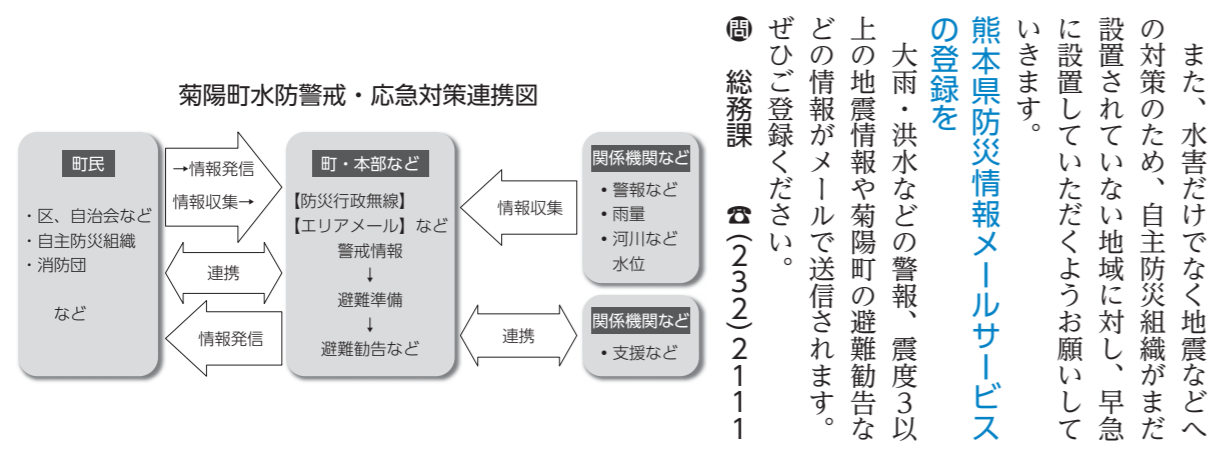 また、水害だけでなく地震などへ
の対策のため、自主防災組織がまだ
設置されていない地域に対し、早急
に設置していただくようお願いして
いきます。
熊本県防災情報メールサービス
の登録を
大雨・洪水などの警報、震度３以
上の地震情報や菊陽町の避難勧告な
どの情報がメールで送信されます。
ぜひご登録ください。
問 総務課 ☎(232)2111
菊陽町水防警戒・応急対策連携図
町民
・区、自治会など
・自主防災組織
・消防団
など
→情報発信
情報収集→
連携
情報発信
町・本部など
【防災行政無線】
【エリアメール】など
警戒情報
↓
避難準備
↓
避難勧告など
情報収集
連携
関係機関など
•警報など
•雨量
•河川など
水位
関係機関など
•支援など